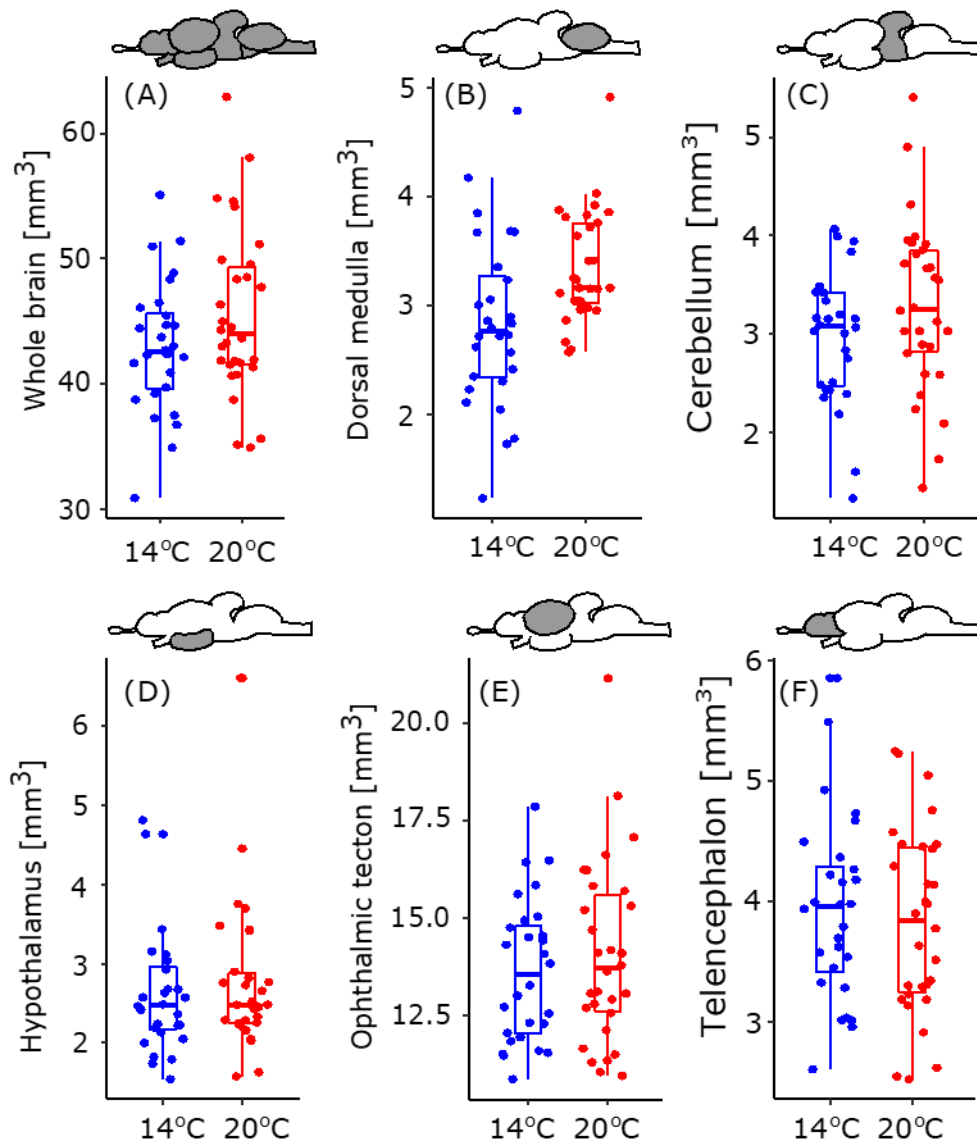 (A)
Whole brain [mm³]
60
50
40
30
14°C 20°C
(B)
Dorsal medulla [mm³]
5
4
3
2
14°C 20°C
(C)
Cerebellum [mm³]
5
4
3
2
14°C 20°C
(D)
Hypothalamus [mm³]
6
5
4
3
2
14°C 20°C
(E)
Ophthalmic tecton [mm³]
20.0
17.5
15.0
12.5
14°C 20°C
(F)
Telencephalon [mm³]
6
5
4
3
14°C 20°C